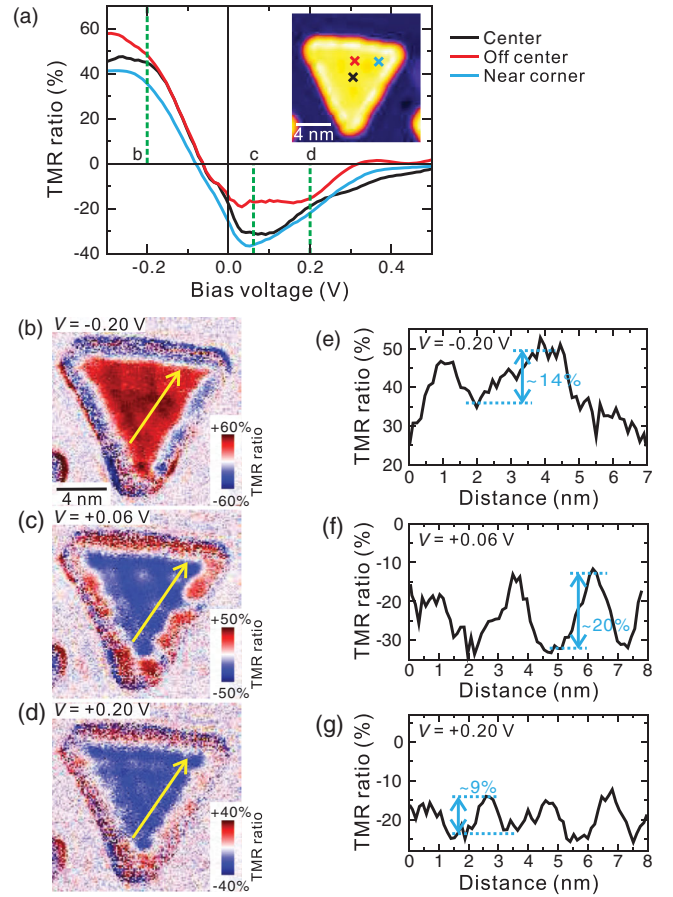 (a)
TMR ratio (%)
60
40
20
0
-20
-40
b
c
d
-0.2
0.0
0.2
0.4
Bias voltage (V)
4 nm
Center
Off center
Near corner
(b)
V = -0.20 V
+60%
-60%
TMR ratio
4 nm
(c)
V = +0.06 V
+50%
-50%
TMR ratio
(d)
V = +0.20 V
+40%
-40%
TMR ratio
(e)
V = -0.20 V
TMR ratio (%)
50
40
30
20
~14%
0 1 2 3 4 5 6 7
Distance (nm)
(f)
V = +0.06 V
TMR ratio (%)
0
-10
-20
-30
~20%
0 1 2 3 4 5 6 7 8
Distance (nm)
(g)
V = +0.20 V
TMR ratio (%)
0
-10
-20
~9%
0 1 2 3 4 5 6 7 8
Distance (nm)